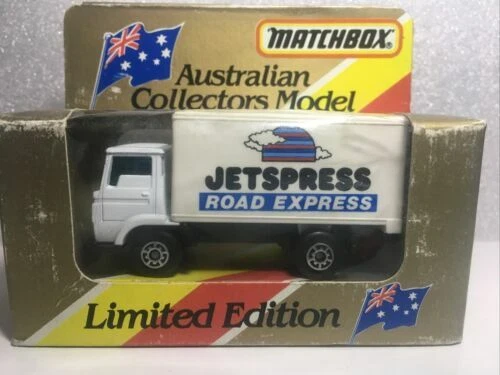 MATCHBOX®
Australian
Collectors Model
JETSPRESS
ROAD EXPRESS
Limited Edition